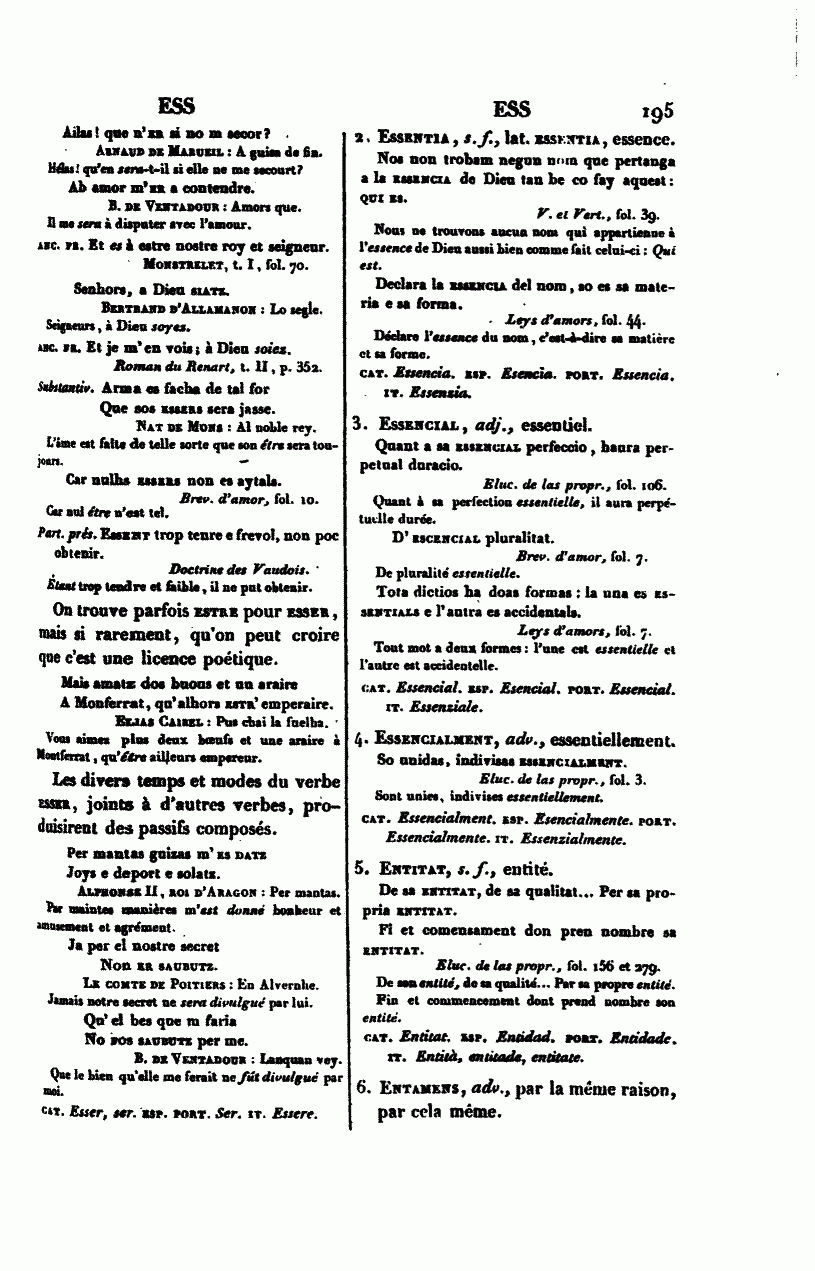 ESS
Ailas! que n'ER si no m secor?
ARNAUD DE MARUEIL : A guisa de fin.
Hélas! qu'en sera-t-il si elle ne me secourt?
Ab amor m'ER a contendre.
B. DE VENTADOUR : Amors que.
Il me sera à disputer avec l'amour.
ANC. FR. Et es à estre nostre roy et seigneur.
MONSTRELET, t. I, fol. 70.
Senhors, a Dieu SIATZ.
BERTRAND D'ALLAMANON : Lo segle.
Seigneurs, à Dieu soyes.
ANC. FR. Et je m'en vois; à Dieu soiez.
Roman du Renart, t. II, p. 352.
Substantiv. Arma es facha de tal for
Que sos ESSERS sera jasse.
NAT DE MONS : Al noble rey.
L'âme est faite de telle sorte que son être sera tou-
jours.
Car nulhs ESSERS non es aytals.
Brev. d'amor, fol. 10.
Car nul être n'est tel.
Part. prés. ESSENT trop tenre e frevol, non poc
obtenir.
Doctrine des Vaudois.
Étant trop tendre et faible, il ne put obtenir.
On trouve parfois ESTRE pour ESSER,
mais si rarement, qu'on peut croire
que c'est une licence poétique.
Mais amatz dos buous et un araire
A Monferrat, qu'alhors ESTR' emperaire.
ELIAS CAIREL : Pus chai la fuelha.
Vous aimez plus deux bœufs et une araire à
Montferrat, qu'être ailleurs empereur.
Les divers temps et modes du verbe
ESSER, joints à d'autres verbes, pro-
duisirent des passifs composés.
Per mantas guizas m'ES DATZ
Joys e deport e solatz.
ALPHONSE II, ROI D'ARAGON : Per mantas.
Par maintes manières m'est donné bonheur et
amusement et agrément.
Ja per el nostre secret
Non ER SAUBUTZ.
LE COMTE DE POITIERS : En Alvernhe.
Jamais notre secret ne sera divulgué par lui.
Qu'el bes que m faria
No FOS SAUBUTZ per me.
B. DE VENTADOUR : Lanquan vey.
Que le bien qu'elle me ferait ne fût divulgué par
moi.
CAT. Esser, ser. ESP. PORT. Ser. IT. Essere.
ESS 195
2. ESSENTIA, s. f., lat. ESSENTIA, essence.
Nos non trobam negun nom que pertanga
a la ESSENCIA de Dieu tan be co fay aquest:
QUI ES.
V. et Vert., fol. 39.
Nous ne trouvons aucun nom qui appartienne à
l'essence de Dieu aussi bien comme fait celui-ci : Qui
est.
Declara la ESSENCIA del nom, so es sa mate-
ria e sa forma.
Leys d'amors, fol. 44.
Déclare l'essence du nom, c'est-à-dire sa matière
et sa forme.
CAT. Essencia. ESP. Esencia. PORT. Essencia.
IT. Essenzia.
3. ESSENCIAL, adj., essentiel.
Quant a sa ESSENCIAL perfeccio, haura per-
petual duracio.
Eluc. de las propr., fol. 106.
Quant à sa perfection essentielle, il aura perpé-
tuelle durée.
D'ESCENCIAL pluralitat.
Brev. d'amor, fol. 7.
De pluralité essentielle.
Tota dictios ha doas formas : la una es ES-
SENTIALS e l'autra es accidentals.
Leys d'amors, fol. 7.
Tout mot a deux formes : l'une est essentielle et
l'autre est accidentelle.
CAT. Essencial. ESP. Esencial. PORT. Essencial.
IT. Essenziale.
4. ESSENCIALMENT, adv., essentiellement.
So unidas, indivisas ESSENCIALMENT.
Eluc. de las propr., fol. 3.
Sont unies, indivises essentiellement.
CAT. Essencialment. ESP. Esencialmente. PORT.
Essencialmente. IT. Essenzialmente.
5. ENTITAT, s. f., entité.
De sa ENTITAT, de sa qualitat... Per sa pro-
pria ENTITAT.
Fi et comensament don pren nombre sa
ENTITAT.
Eluc. de las propr., fol. 156 et 279.
De son entité, de sa qualité... Par sa propre entité.
Fin et commencement dont prend nombre son
entité.
CAT. Entitat. ESP. Entidad. PORT. Entidade.
IT. Entità, entitade, entitate.
6. ENTAMENS, adv., par la même raison,
par cela même.